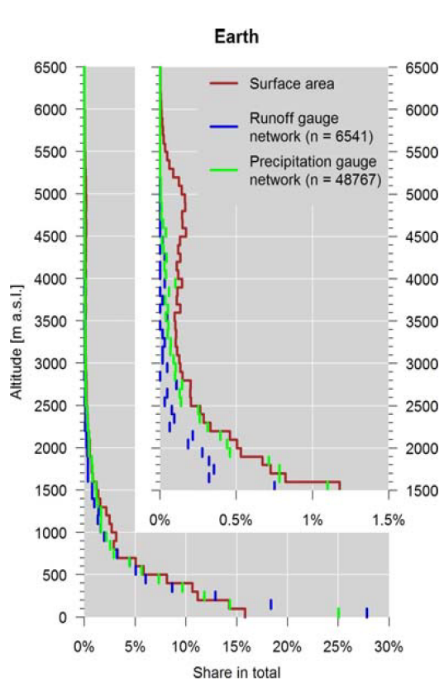 Earth
6500
6000
5500
5000
4500
4000
3500
3000
2500
2000
1500
1000
500
0
Altitude [m a.s.l.]
Surface area
Runoff gauge
network (n = 6541)
Precipitation gauge
network (n = 48767)
6500
6000
5500
5000
4500
4000
3500
3000
2500
2000
1500
0% 0.5% 1% 1.5%
0% 5% 10% 15% 20% 25% 30%
Share in total